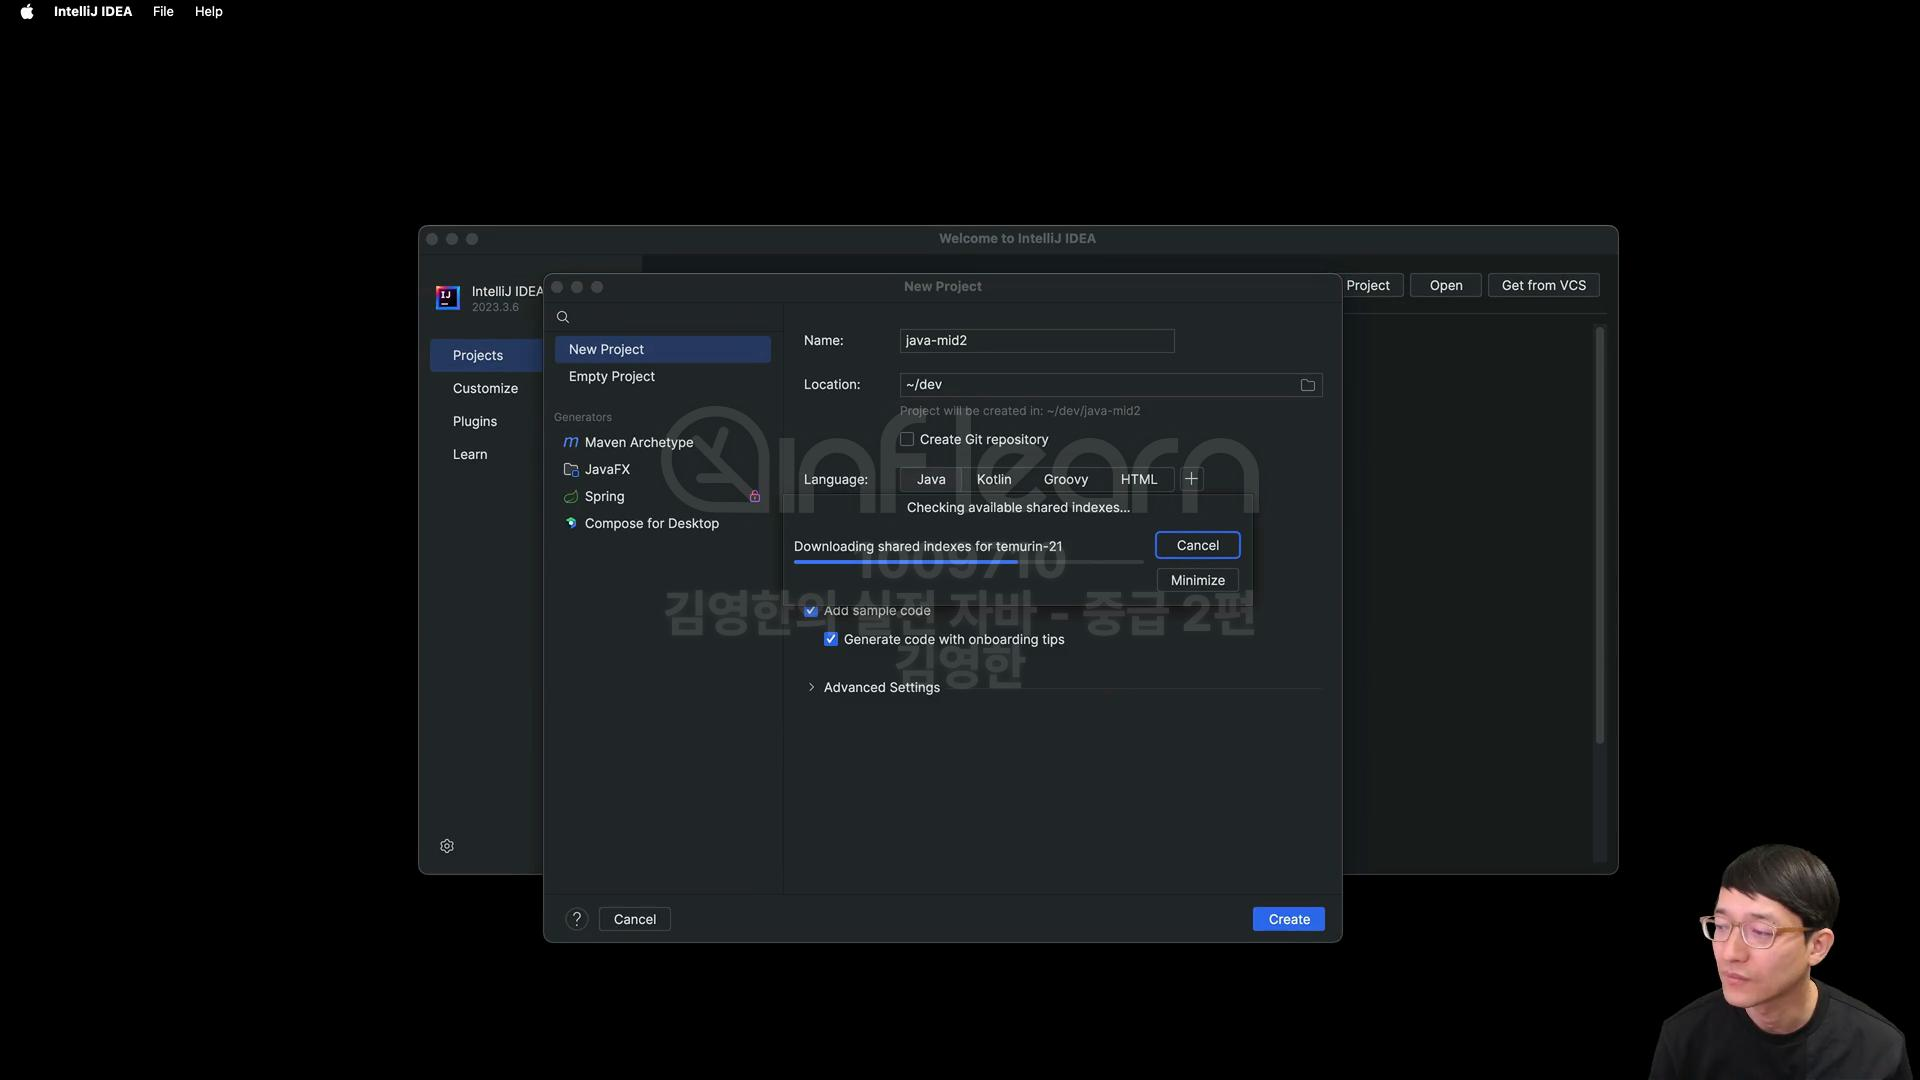 IntelliJ IDEA File Help
Welcome to IntelliJ IDEA
IntelliJ IDEA
2023.3.6
Project
Open
Get from VCS
Projects
Customize
Plugins
Learn
New Project
New Project
Empty Project
Generators
Maven Archetype
JavaFX
Spring
Compose for Desktop
Name:
java-mid2
Location:
~/dev
Project will be created in: ~/dev/java-mid2
Create Git repository
Language:
Java
Kotlin
Groovy
HTML
Checking available shared indexes...
Downloading shared indexes for temurin-21
Cancel
Minimize
Add sample code
Generate code with onboarding tips
Advanced Settings
?
Cancel
Create
inflearn
1009710
김영한의 실전 자바 - 중급 2편
김영한